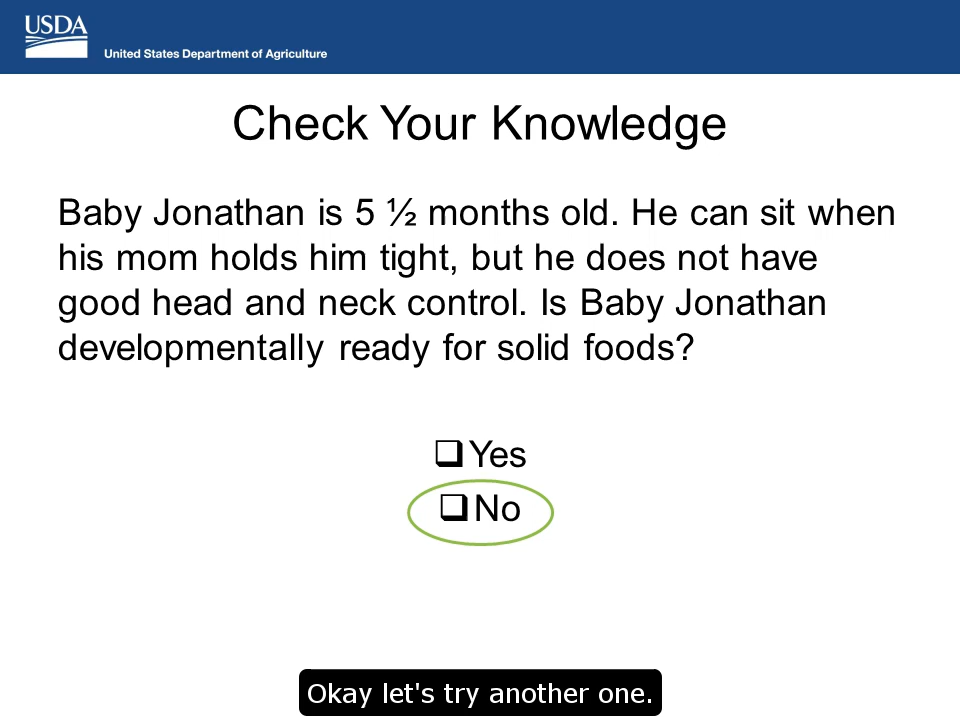 USDA
United States Department of Agriculture
Check Your Knowledge
Baby Jonathan is 5 ½ months old. He can sit when
his mom holds him tight, but he does not have
good head and neck control. Is Baby Jonathan
developmentally ready for solid foods?
❑Yes
❑No
Okay let's try another one.